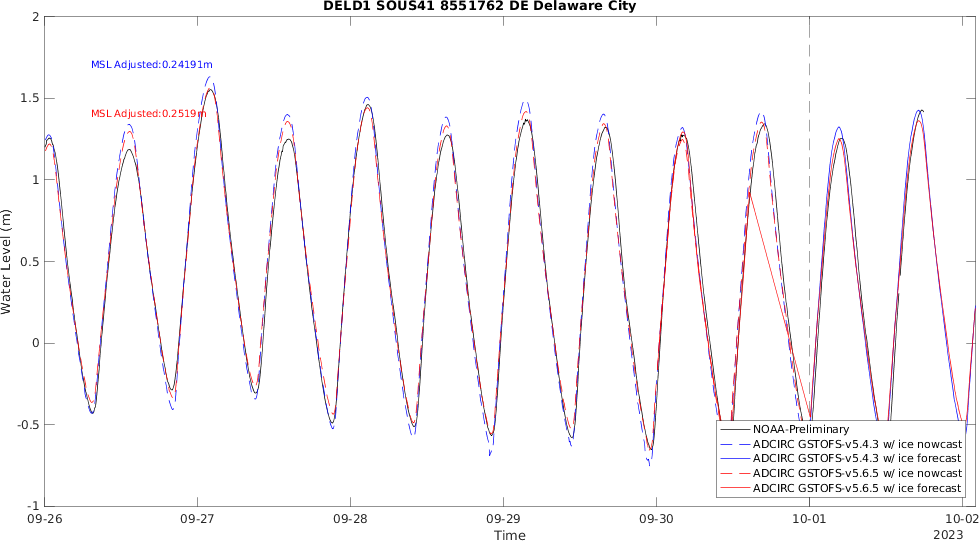 DELD1 SOUS41 8551762 DE Delaware City
2
1.5
1
0.5
0
-0.5
-1
Water Level (m)
MSL Adjusted:0.24191m
MSL Adjusted:0.2519m
NOAA-Preliminary
ADCIRC GSTOFS-v5.4.3 w/ ice nowcast
ADCIRC GSTOFS-v5.4.3 w/ ice forecast
ADCIRC GSTOFS-v5.6.5 w/ ice nowcast
ADCIRC GSTOFS-v5.6.5 w/ ice forecast
09-26 09-27 09-28 09-29 09-30 10-01 10-02
Time
2023